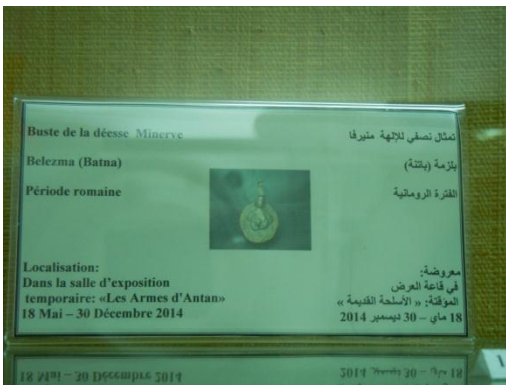 Buste de la déesse Minerve
Belezma (Batna)
Période romaine
Localisation:
Dans la salle d'exposition
temporaire: «Les Armes d'Antan»
18 Mai – 30 Décembre 2014
تمثال نصفي للإلهة منيرفا
بلزمة (باتنة)
الفترة الرومانية
معروضة:
في قاعة العرض
المؤقتة: « الأسلحة القديمة »
18 ماي – 30 ديسمبر 2014
1